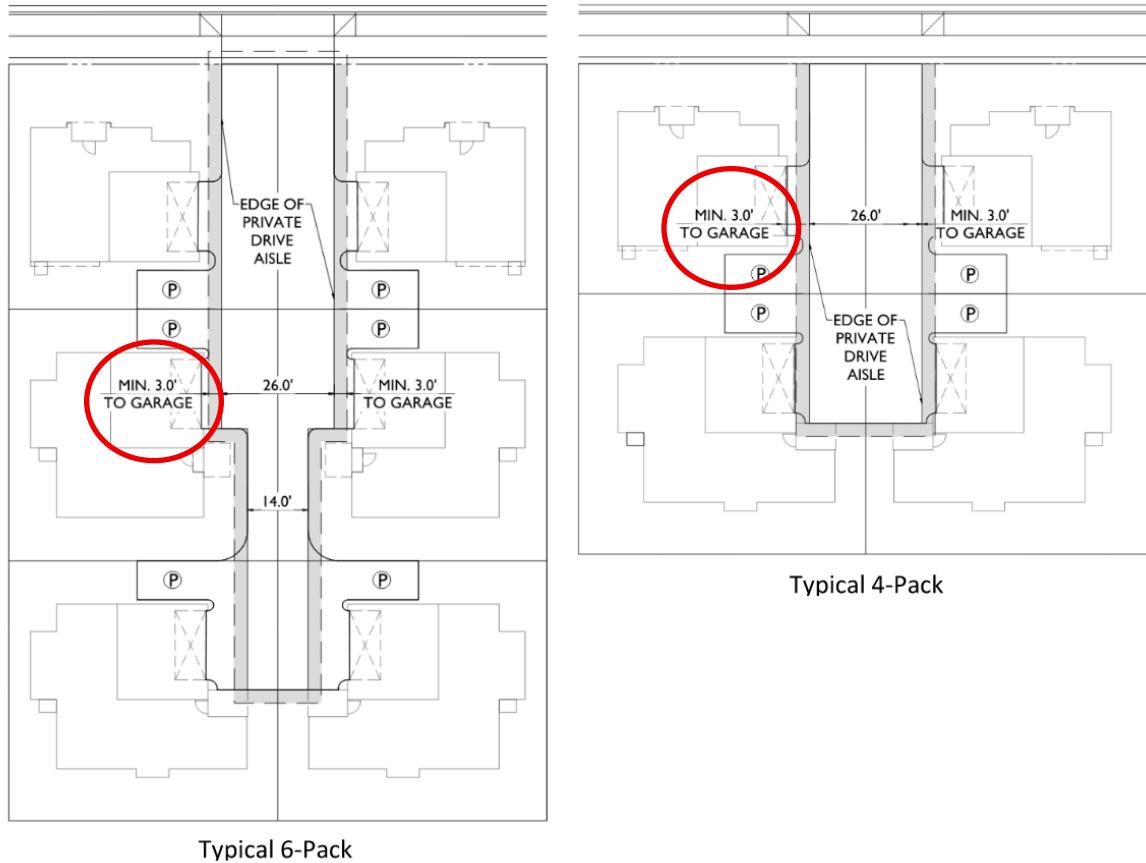 EDGE OF
PRIVATE
DRIVE
AISLE
P
P
P
P
MIN. 3.0'
TO GARAGE
26.0'
MIN. 3.0'
TO GARAGE
14.0'
P
P
Typical 6-Pack
MIN. 3.0'
TO GARAGE
26.0'
MIN. 3.0'
TO GARAGE
P
P
P
P
EDGE OF
PRIVATE
DRIVE
AISLE
Typical 4-Pack